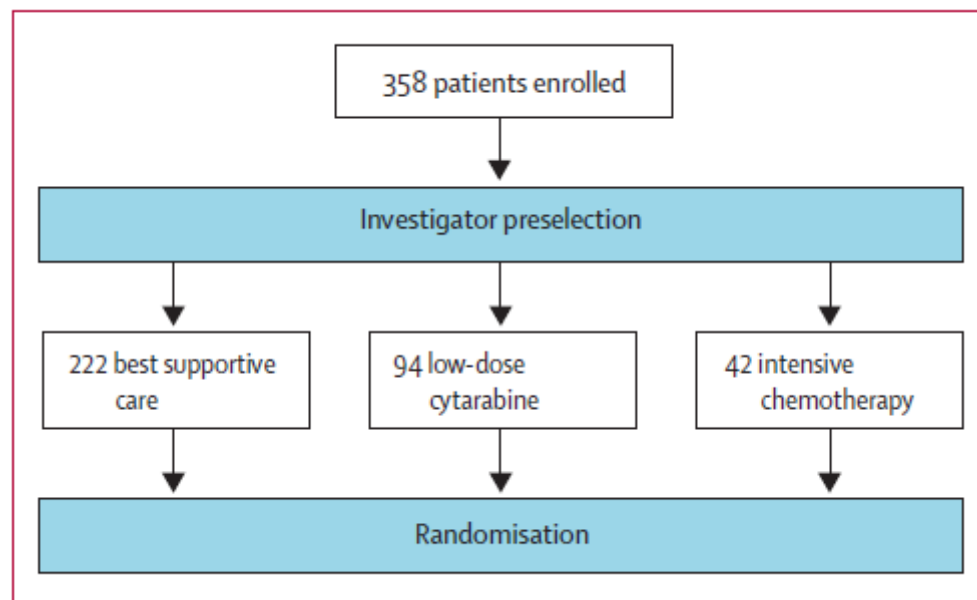 358 patients enrolled
Investigator preselection
222 best supportive
care
94 low-dose
cytarabine
42 intensive
chemotherapy
Randomisation